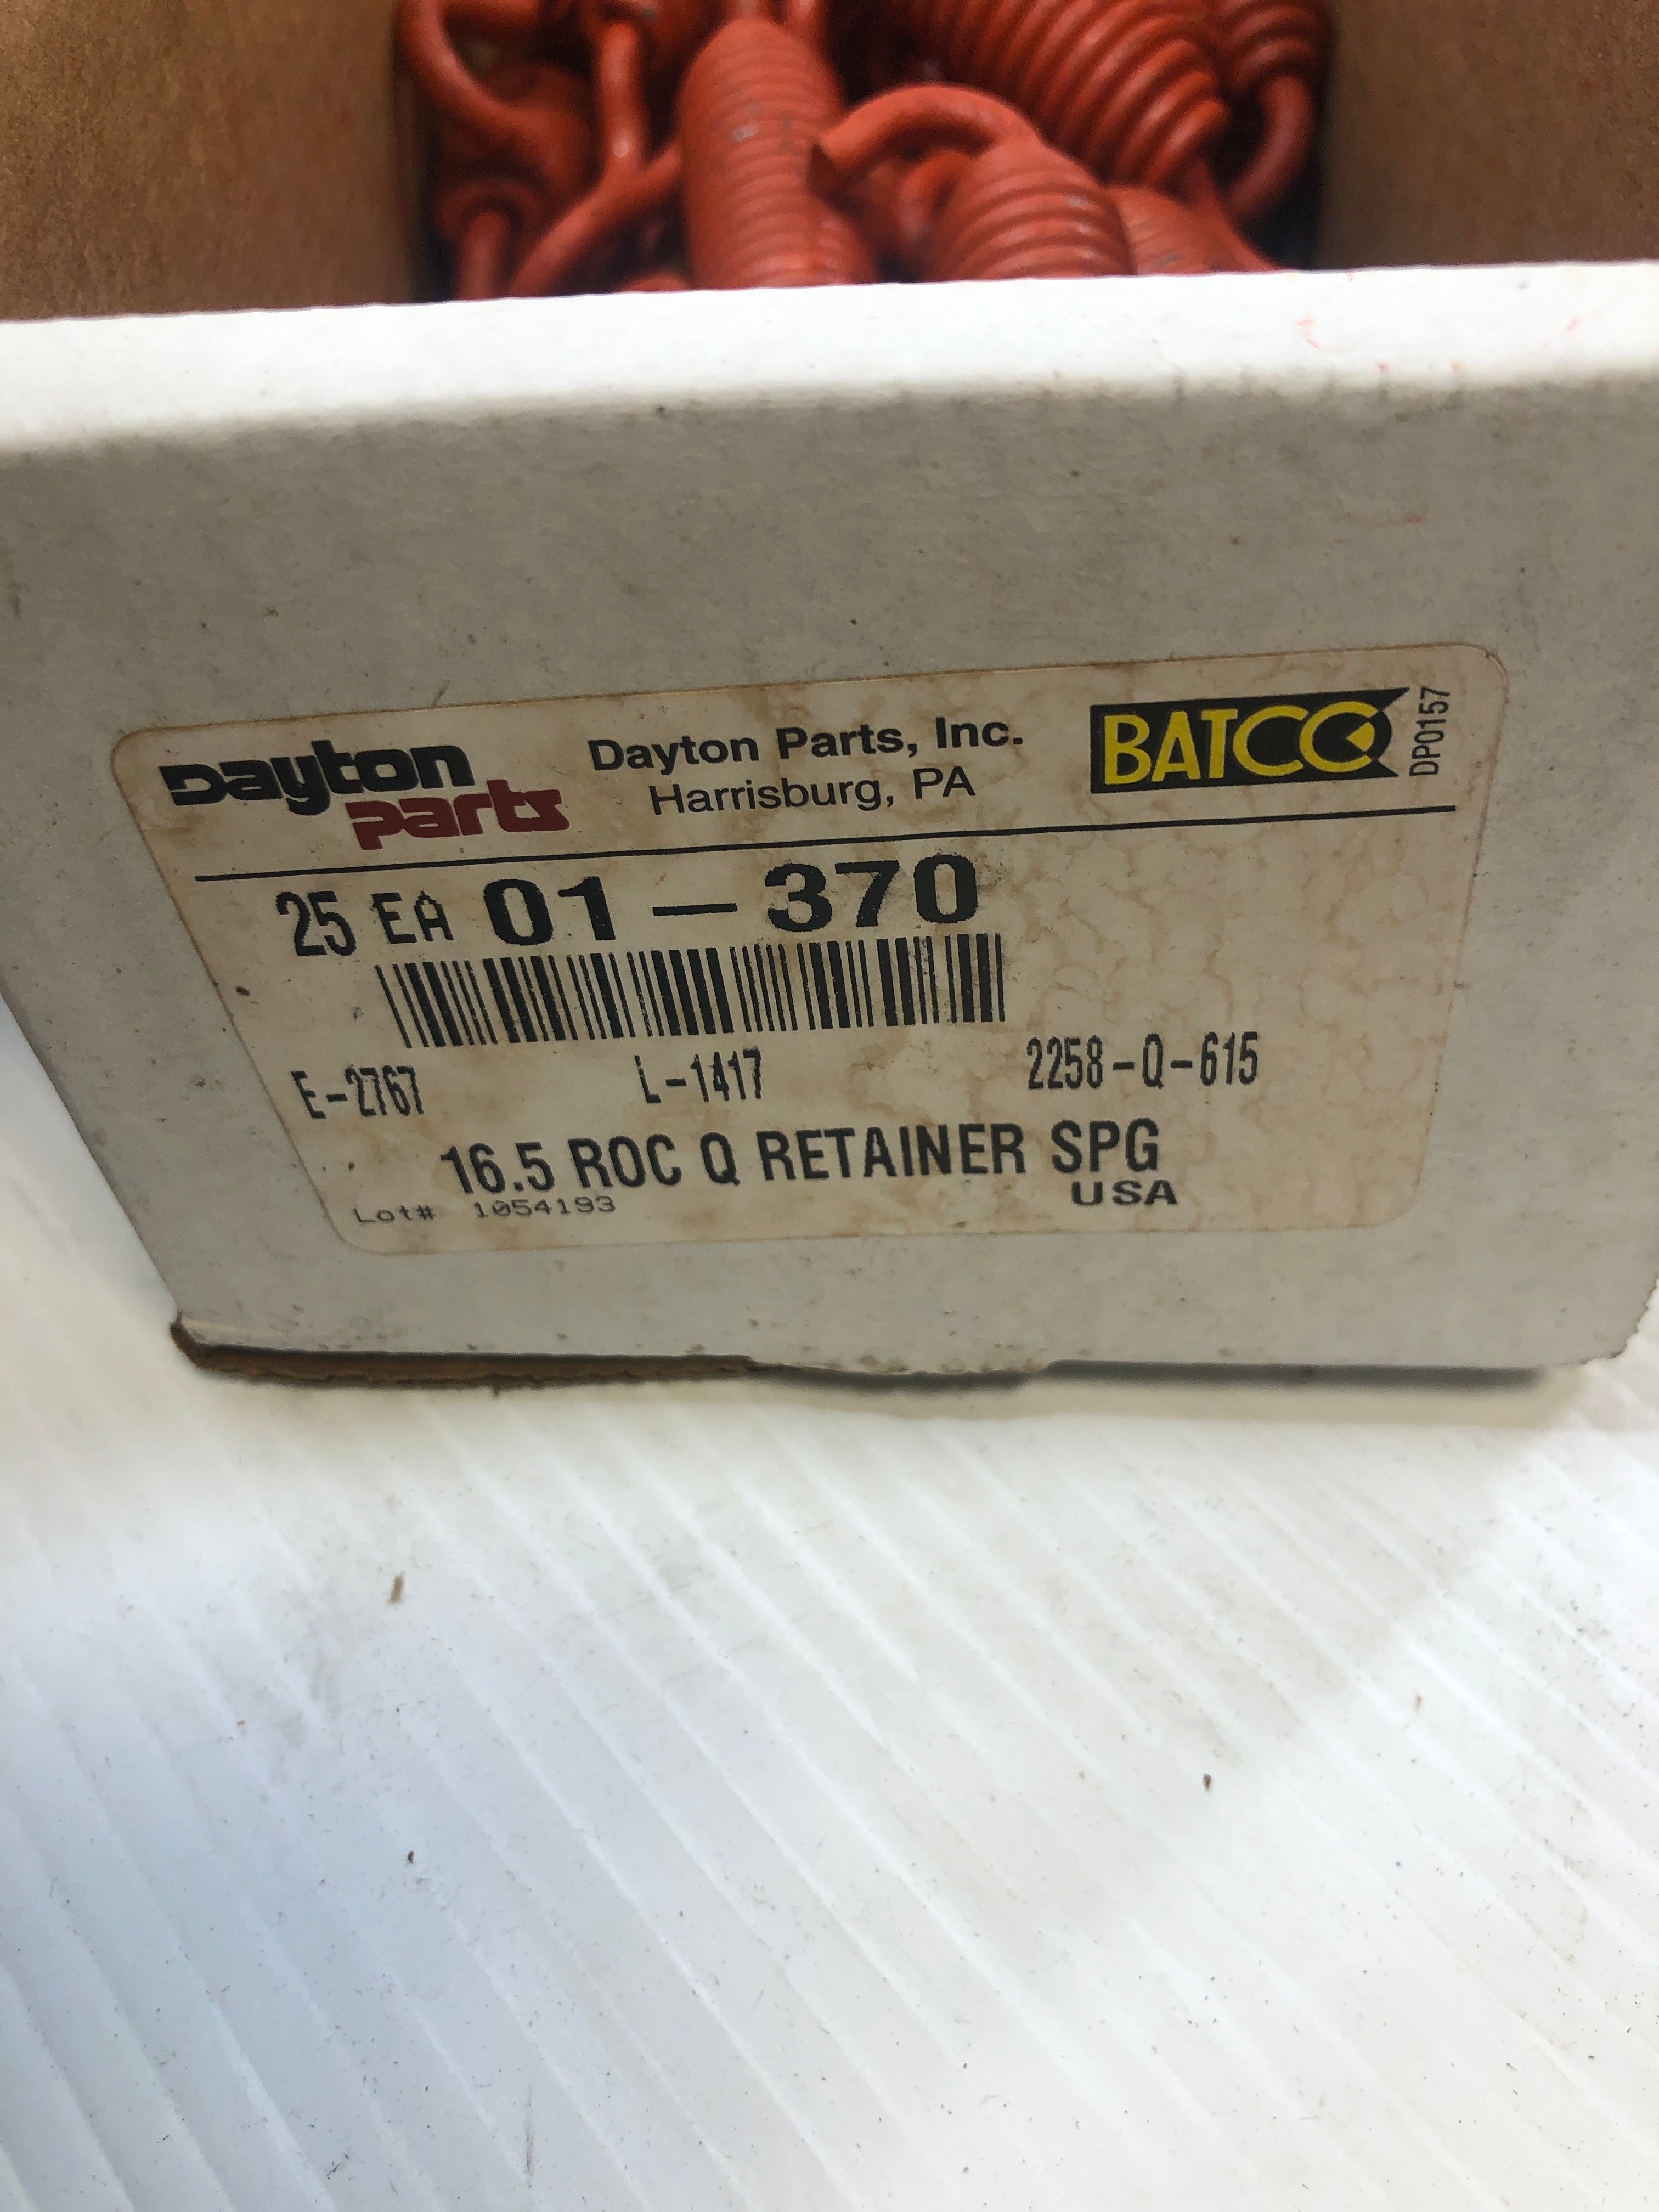 Dayton parts
Dayton Parts, Inc.
Harrisburg, PA
BATCO
DP0157
25 EA 01-370
E-2767 L-1417 2258-Q-615
16.5 ROC Q RETAINER SPG
Lot# 1054193 USA